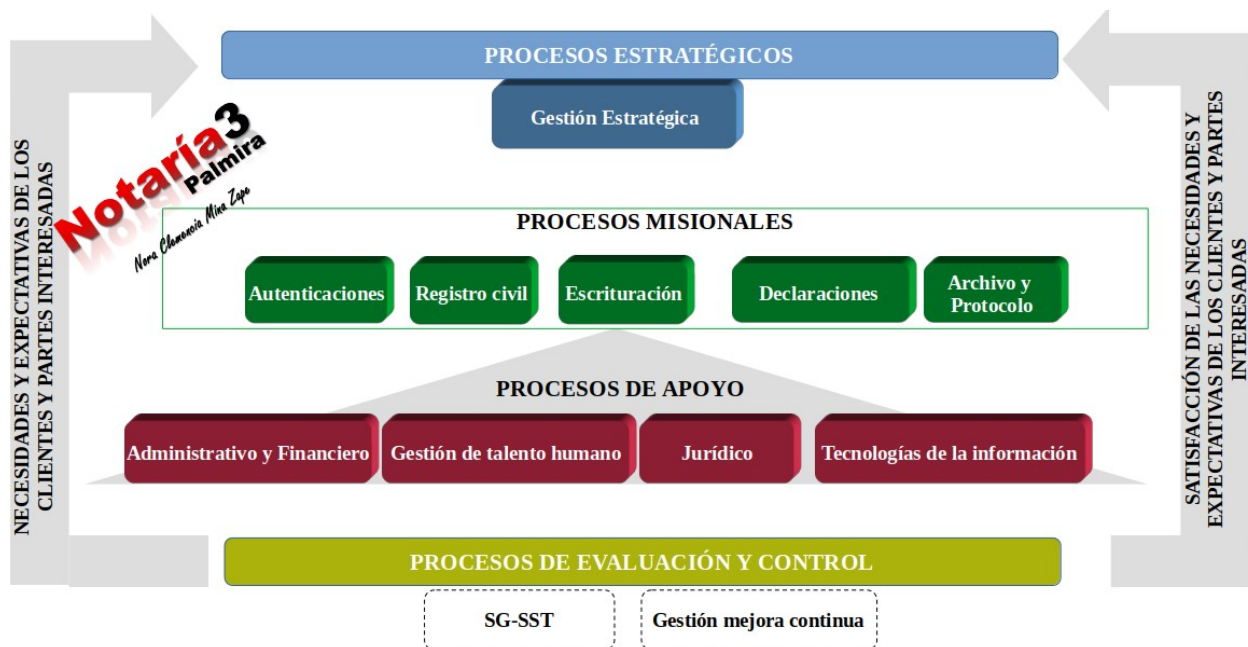 PROCESOS ESTRATÉGICOS
Gestión Estratégica
NECESIDADES Y EXPECTATIVAS DE LOS
CLIENTES Y PARTES INTERESADAS
Notaría3
Palmira
Nora Clemencia Mina Zape
PROCESOS MISIONALES
Autenticaciones
Registro civil
Escrituración
Declaraciones
Archivo y
Protocolo
PROCESOS DE APOYO
Administrativo y Financiero
Gestión de talento humano
Jurídico
Tecnologías de la información
SATISFACCIÓN DE LAS NECESIDADES Y
EXPECTATIVAS DE LOS CLIENTES Y PARTES
INTERESADAS
PROCESOS DE EVALUACIÓN Y CONTROL
SG-SST
Gestión mejora continua